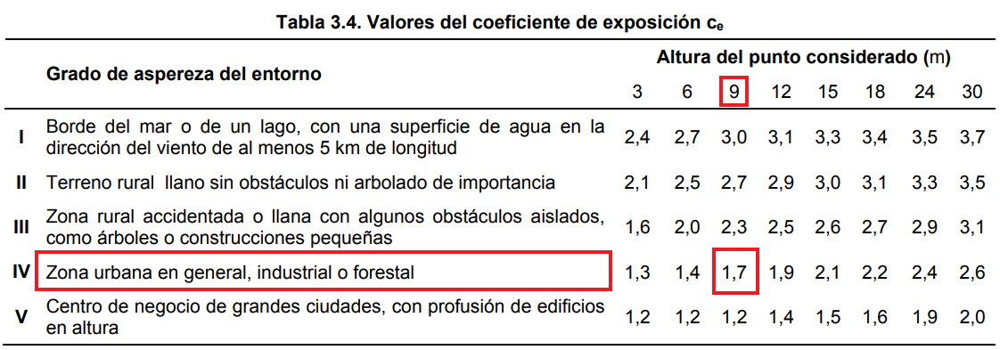 Tabla 3.4. Valores del coeficiente de exposición ce
Grado de aspereza del entorno
Altura del punto considerado (m)
3 6 9 12 15 18 24 30
I Borde del mar o de un lago, con una superficie de agua en la
dirección del viento de al menos 5 km de longitud
2,4 2,7 3,0 3,1 3,3 3,4 3,5 3,7
II Terreno rural llano sin obstáculos ni arbolado de importancia 2,1 2,5 2,7 2,9 3,0 3,1 3,3 3,5
III Zona rural accidentada o llana con algunos obstáculos aislados,
como árboles o construcciones pequeñas
1,6 2,0 2,3 2,5 2,6 2,7 2,9 3,1
IV Zona urbana en general, industrial o forestal 1,3 1,4 1,7 1,9 2,1 2,2 2,4 2,6
V Centro de negocio de grandes ciudades, con profusión de edificios
en altura
1,2 1,2 1,2 1,4 1,5 1,6 1,9 2,0